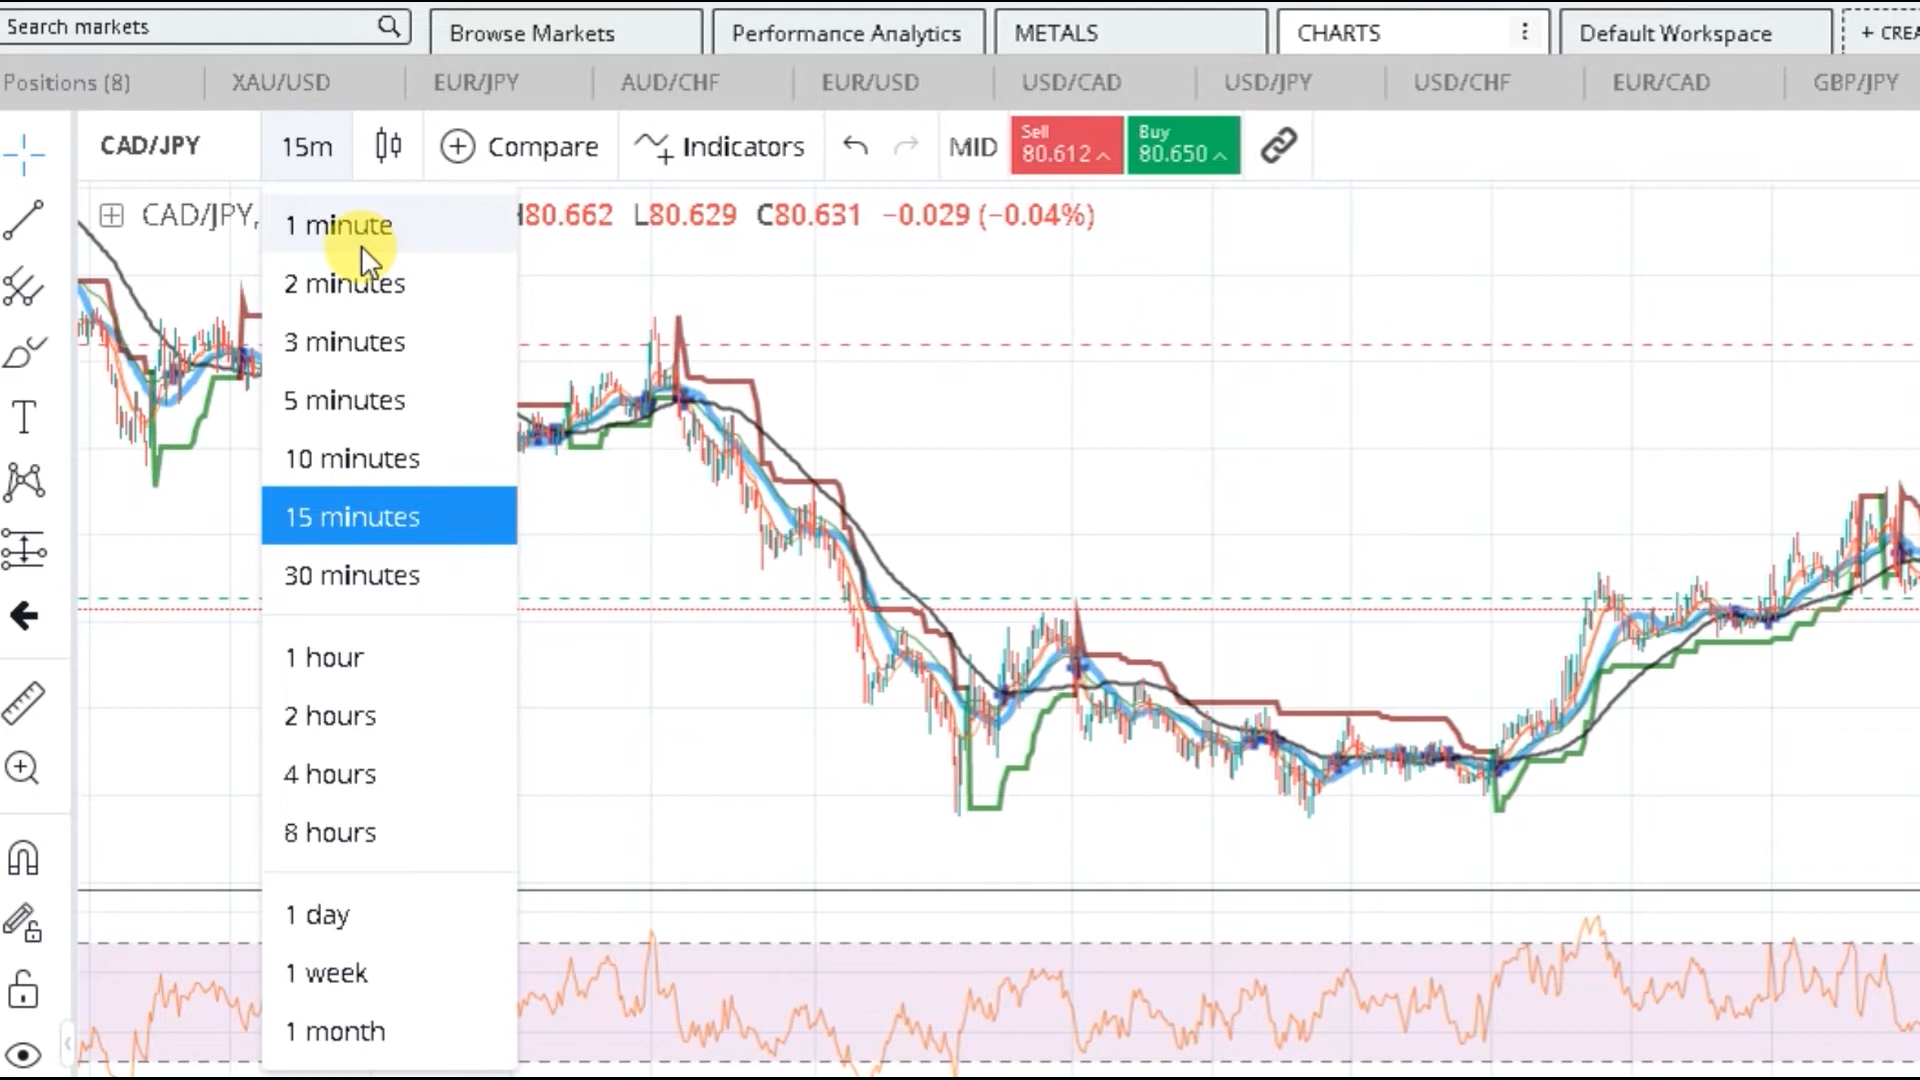 Search markets
Browse Markets
Performance Analytics
METALS
CHARTS
Default Workspace
+ CREA
Positions (8)
XAU/USD
EUR/JPY
AUD/CHF
EUR/USD
USD/CAD
USD/JPY
USD/CHF
EUR/CAD
GBP/JPY
CAD/JPY
15m
Compare
Indicators
MID
Sell
80.612
Buy
80.650
CAD/JPY,
H80.662 L80.629 C80.631 −0.029 (−0.04%)
1 minute
2 minutes
3 minutes
5 minutes
10 minutes
15 minutes
30 minutes
1 hour
2 hours
4 hours
8 hours
1 day
1 week
1 month